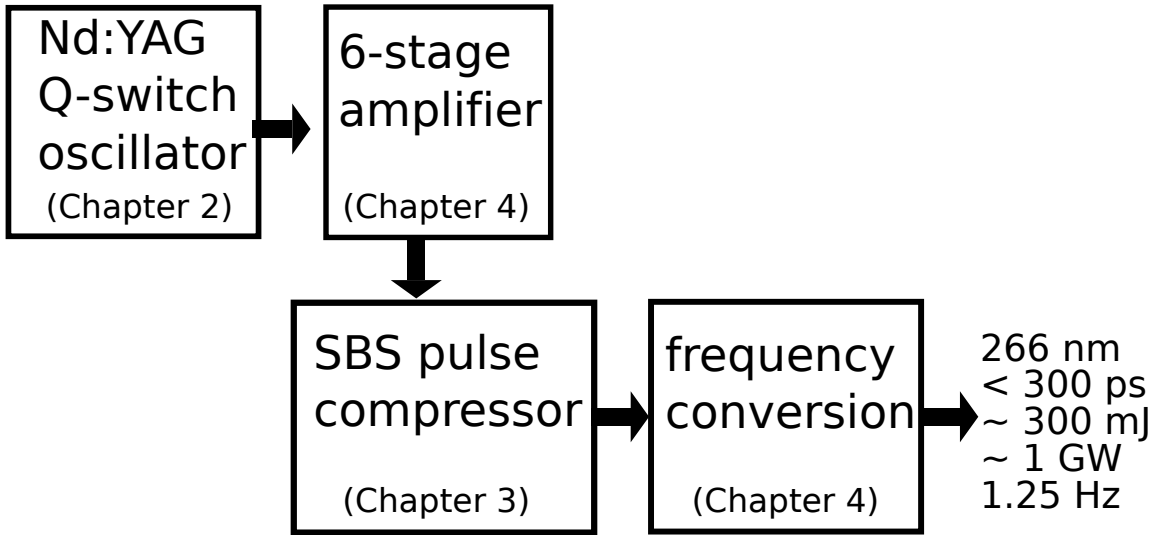 Nd:YAG
Q-switch
oscillator
(Chapter 2)
6-stage
amplifier
(Chapter 4)
SBS pulse
compressor
(Chapter 3)
frequency
conversion
(Chapter 4)
266 nm
< 300 ps
~ 300 mJ
~ 1 GW
1.25 Hz